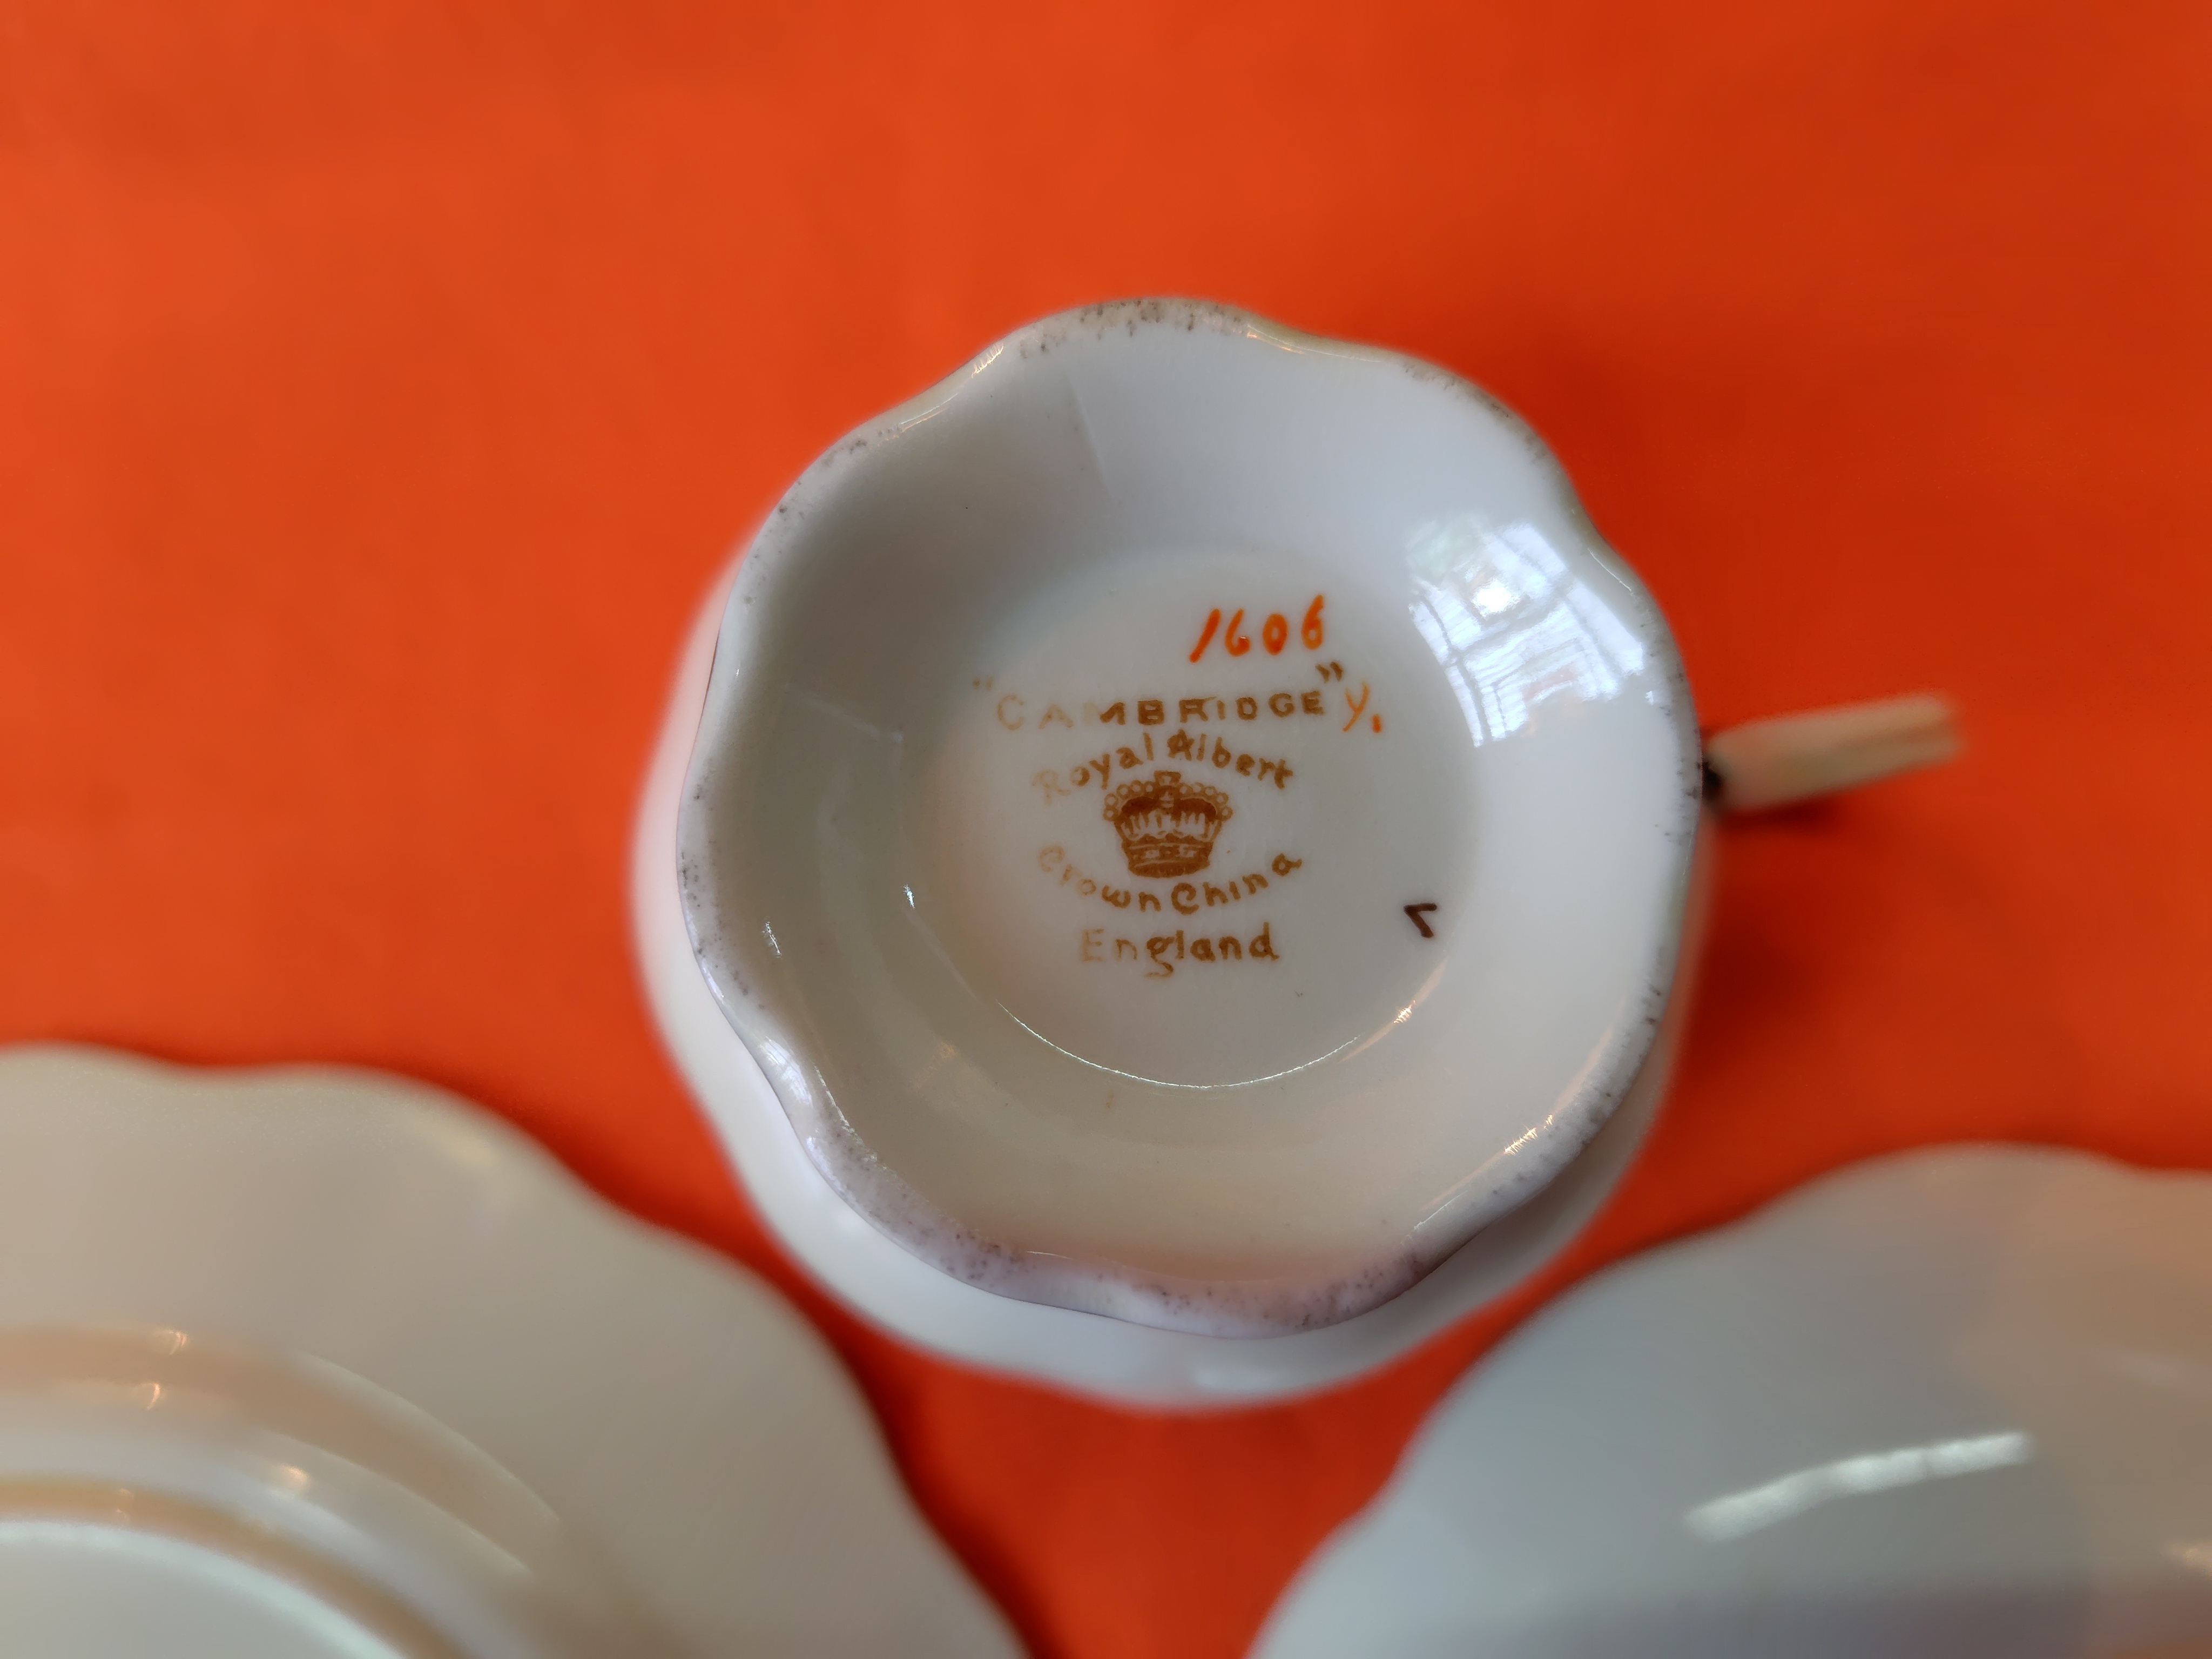 1606
"CAMBRIDGE" Y.
Royal Albert
Crown China
England